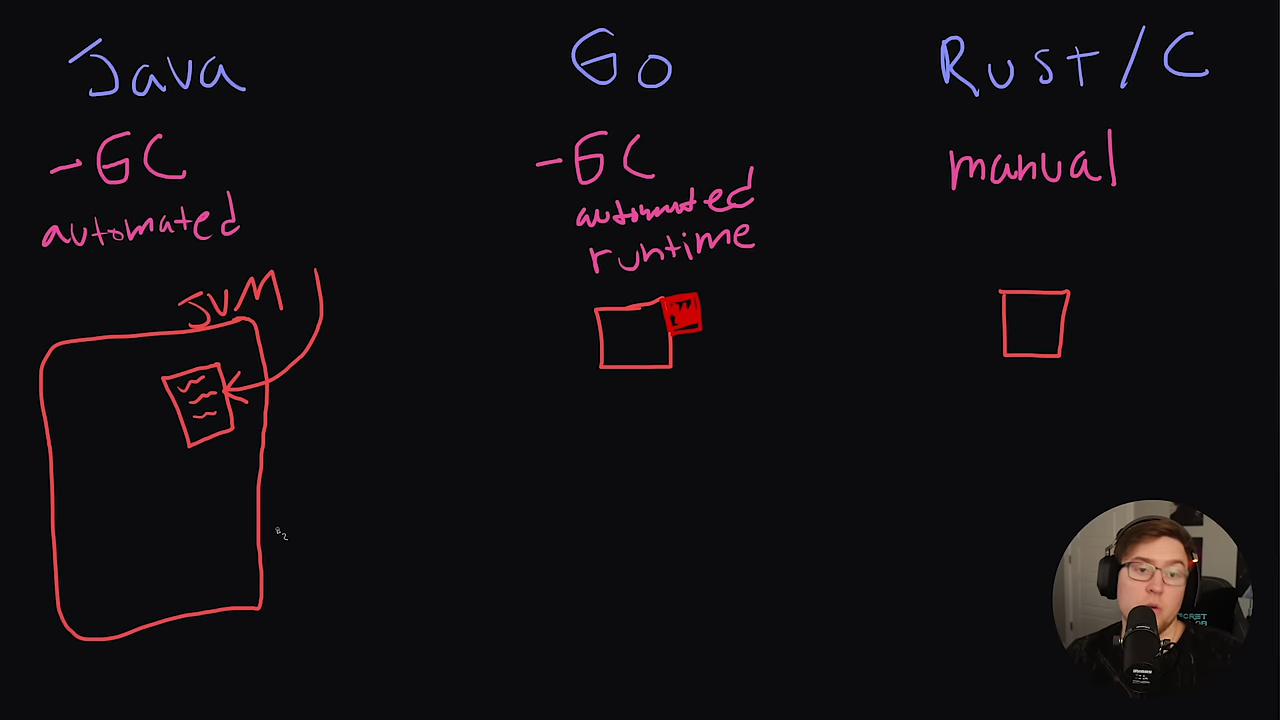 Java
Go
Rust/C
- GC
automated
- GC
automated
runtime
manual
JVM